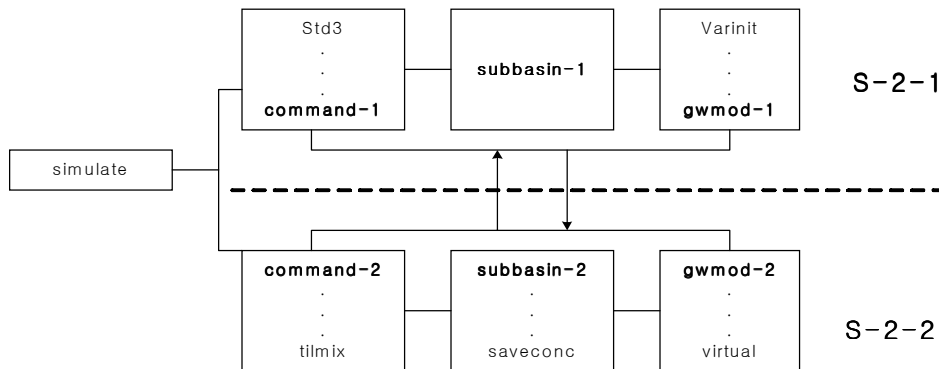 Std3
.
.
.
command-1
subbasin-1
Varinit
.
.
.
gwmod-1
S-2-1
simulate
command-2
.
.
.
tilmix
subbasin-2
.
.
.
saveconc
gwmod-2
.
.
.
virtual
S-2-2